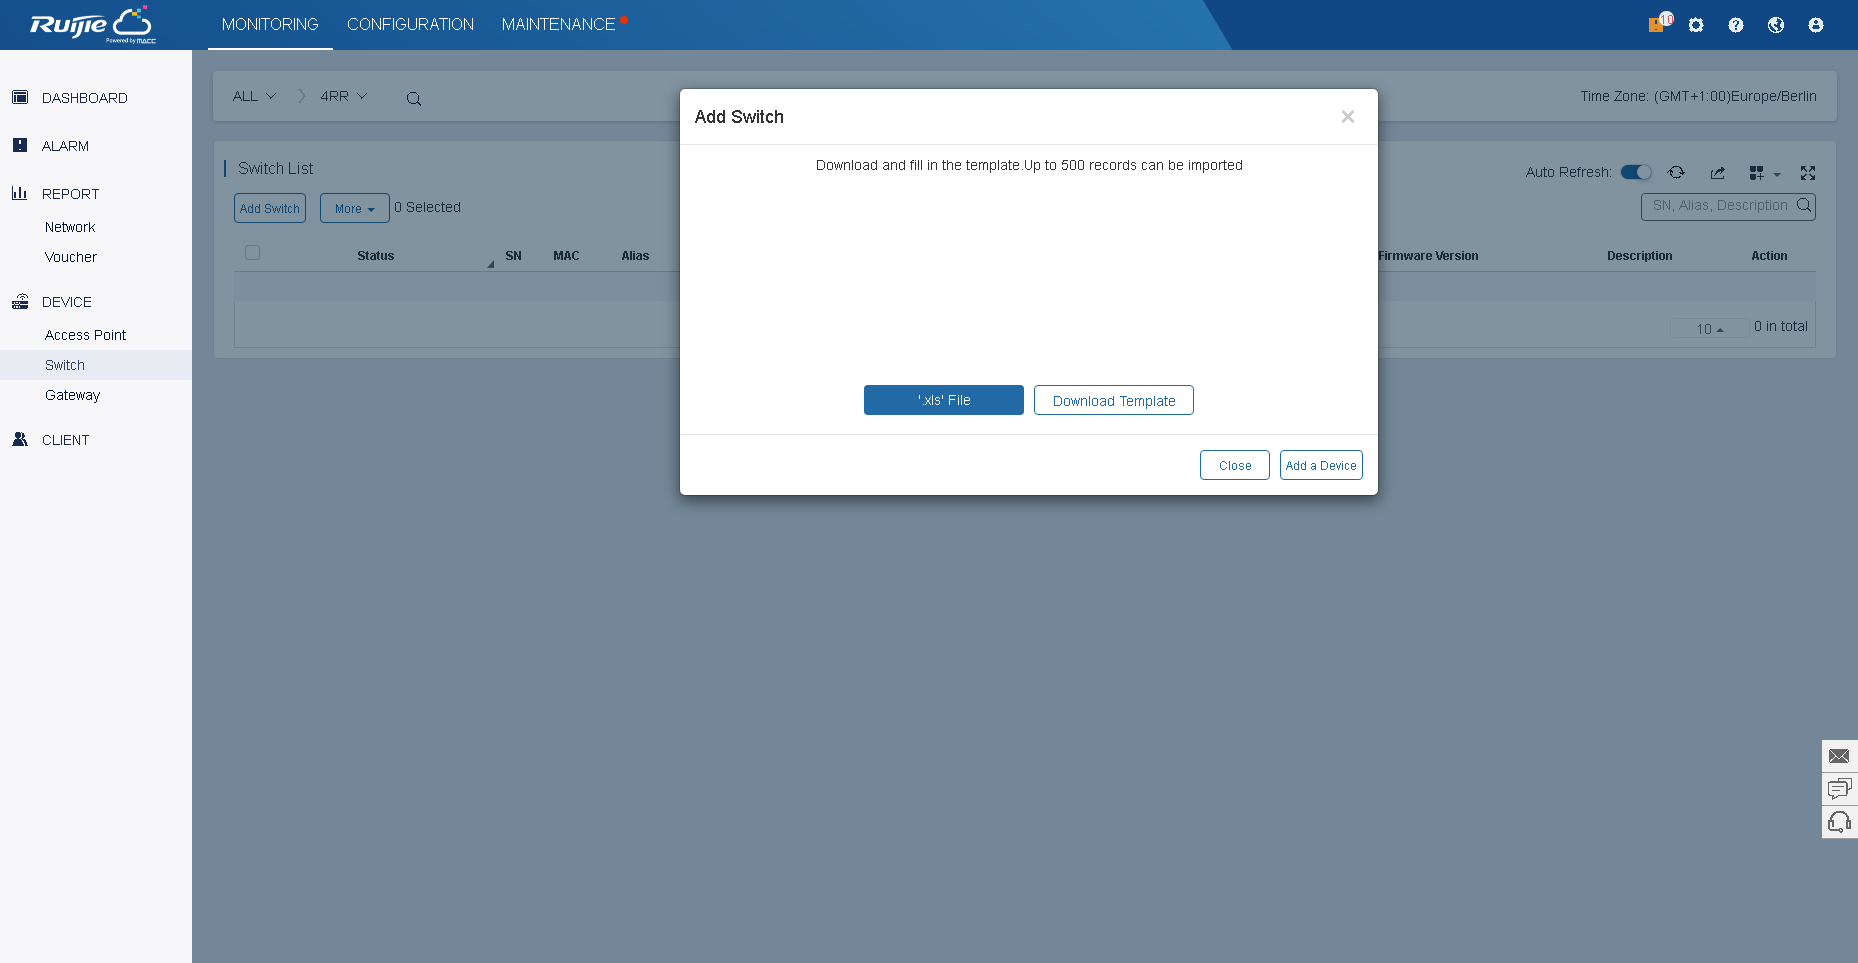 Ruijie
Powered by MACC
MONITORING
CONFIGURATION
MAINTENANCE
10
DASHBOARD
ALARM
REPORT
Network
Voucher
DEVICE
Access Point
Switch
Gateway
CLIENT
ALL
4RR
Time Zone: (GMT+1:00)Europe/Berlin
Switch List
Auto Refresh:
Add Switch
More
0 Selected
SN, Alias, Description
Status
SN
MAC
Alias
Firmware Version
Description
Action
10
0 in total
Add Switch
×
Download and fill in the template.Up to 500 records can be imported
'.xls' File
Download Template
Close
Add a Device